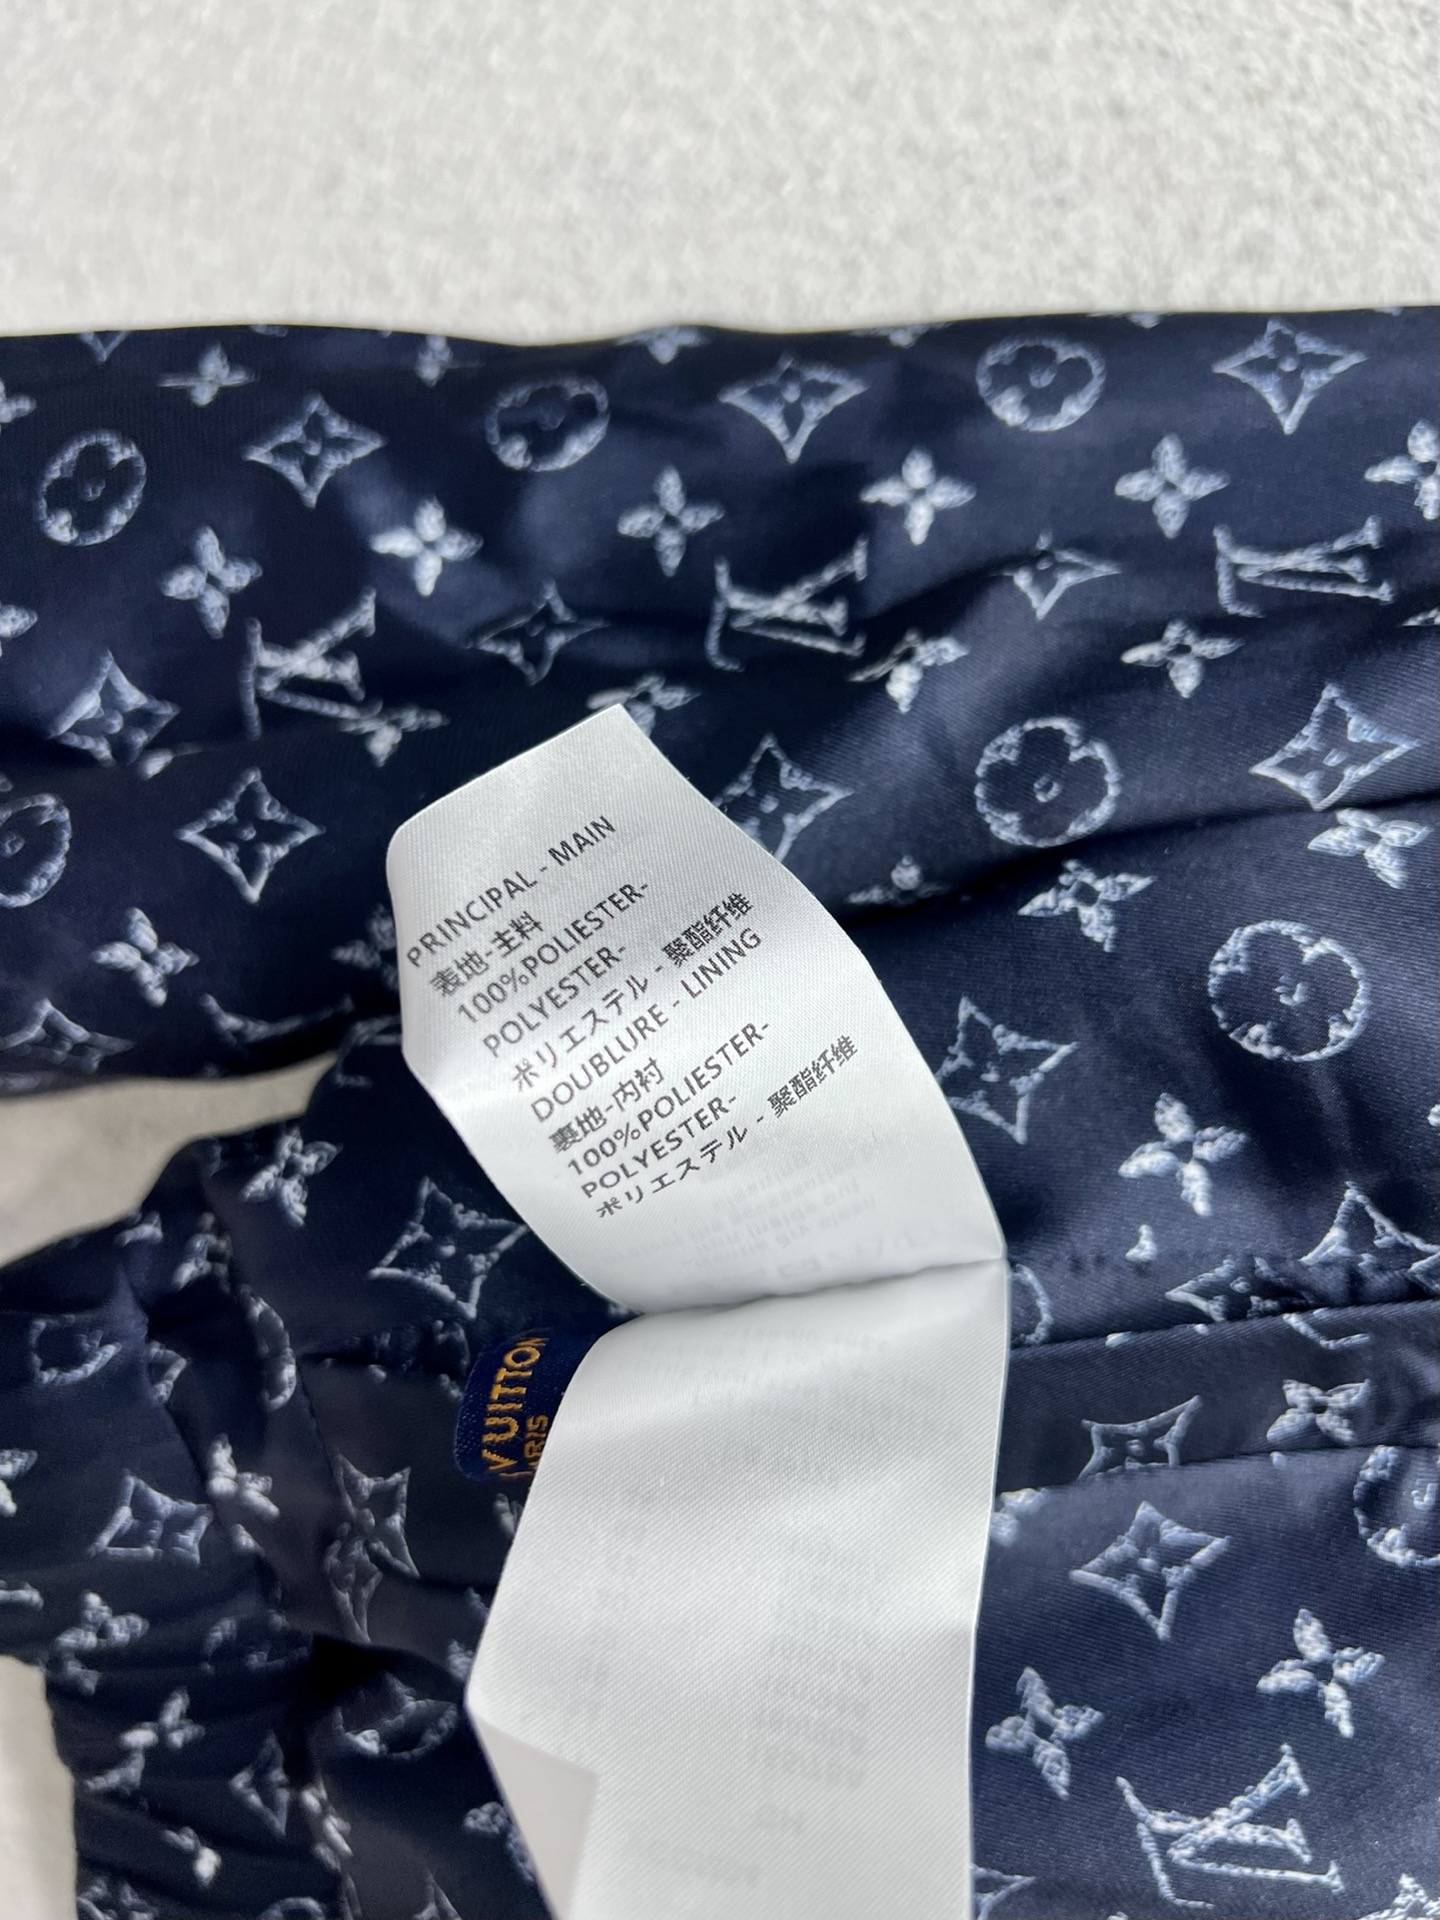 PRINCIPAL - MAIN
表地-主料
100%POLIESTER-
POLYESTER-
ポリエステル - 聚酯纤维
DOUBLURE - LINING
裏地-内衬
100%POLIESTER-
POLYESTER-
ポリエステル - 聚酯纤维
VUITTON